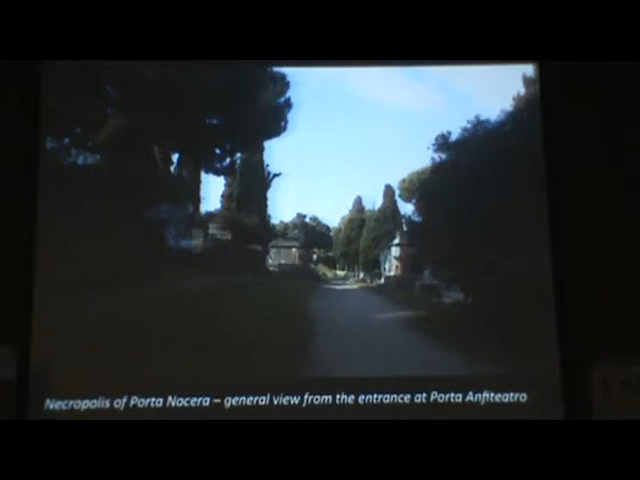 Necropolis of Porta Nocera – general view from the entrance at Porta Anfiteatro